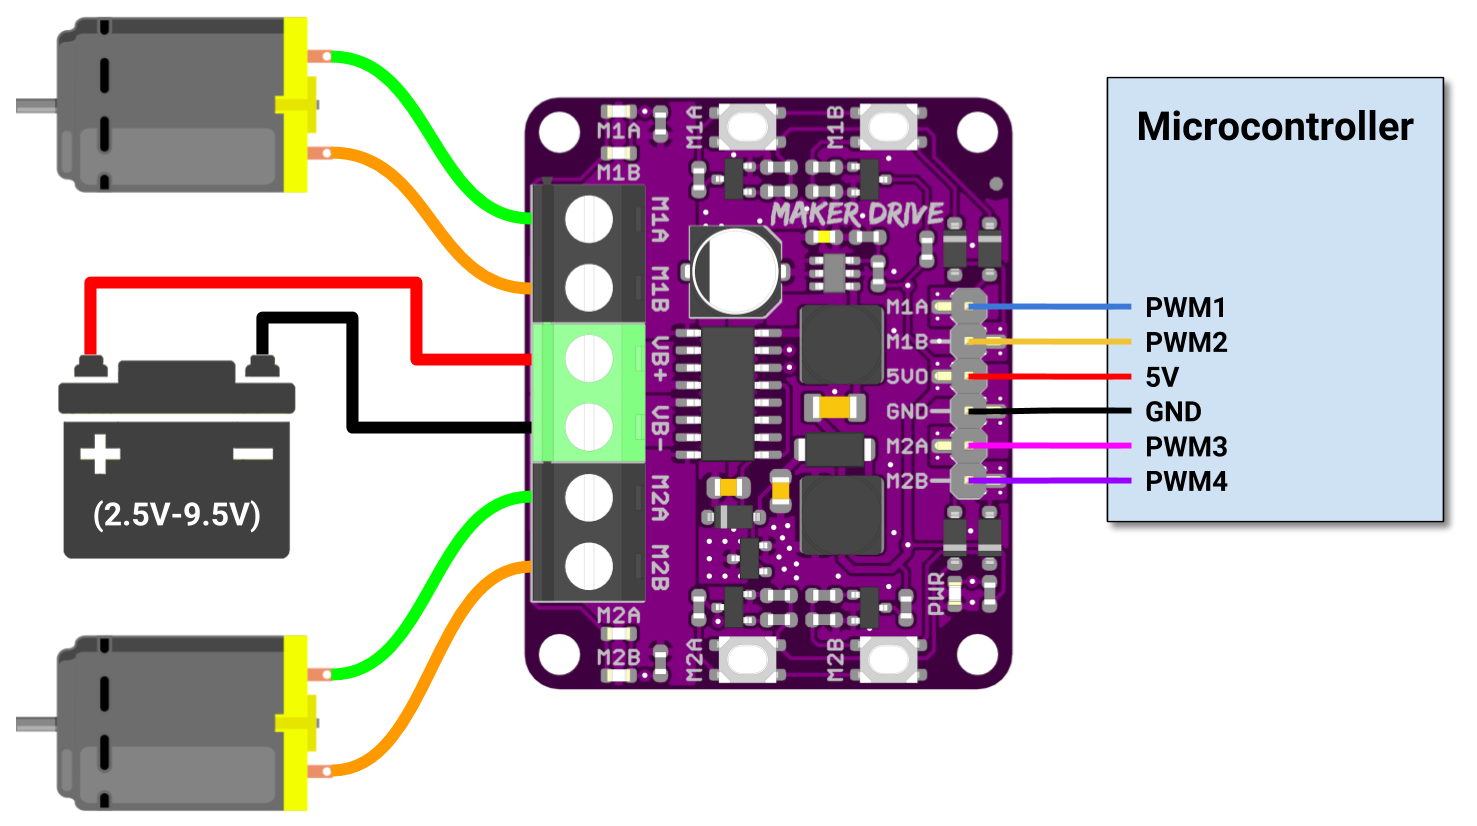 M1A
M1B
M1A
M1B
MAKER DRIVE
M1A
M1B
VB+
VB-
M2A
M2B
M1A
M1B
5VO
GND
M2A
M2B
PWR
M2A
M2B
M2A
M2B
+ −
(2.5V-9.5V)
Microcontroller
PWM1
PWM2
5V
GND
PWM3
PWM4